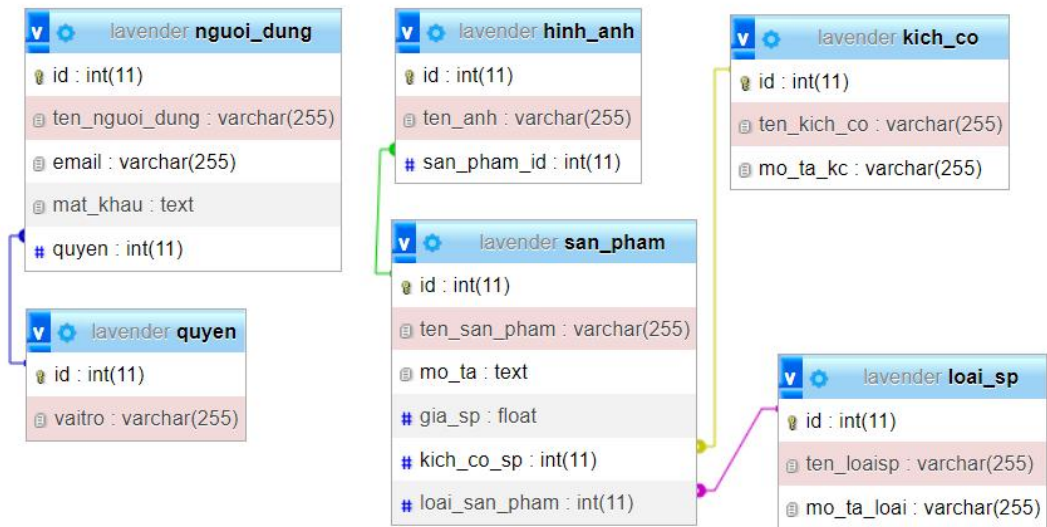 v lavender nguoi_dung
id : int(11)
ten_nguoi_dung : varchar(255)
email : varchar(255)
mat_khau : text
# quyen : int(11)
v lavender quyen
id : int(11)
vaitro : varchar(255)
v lavender hinh_anh
id : int(11)
ten_anh : varchar(255)
# san_pham_id : int(11)
v lavender san_pham
id : int(11)
ten_san_pham : varchar(255)
mo_ta : text
# gia_sp : float
# kich_co_sp : int(11)
# loai_san_pham : int(11)
v lavender kich_co
id : int(11)
ten_kich_co : varchar(255)
mo_ta_kc : varchar(255)
v lavender loai_sp
id : int(11)
ten_loaisp : varchar(255)
mo_ta_loai : varchar(255)